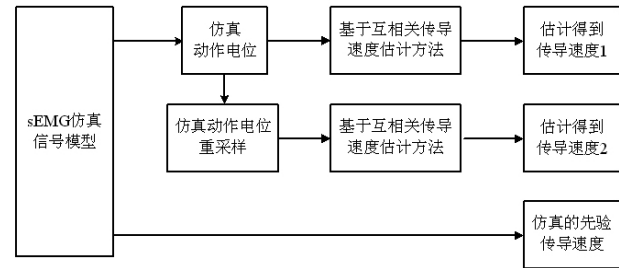 sEMG仿真
信号模型
仿真
动作电位
基于互相关传导
速度估计方法
估计得到
传导速度1
仿真动作电位
重采样
基于互相关传导
速度估计方法
估计得到
传导速度2
仿真的先验
传导速度